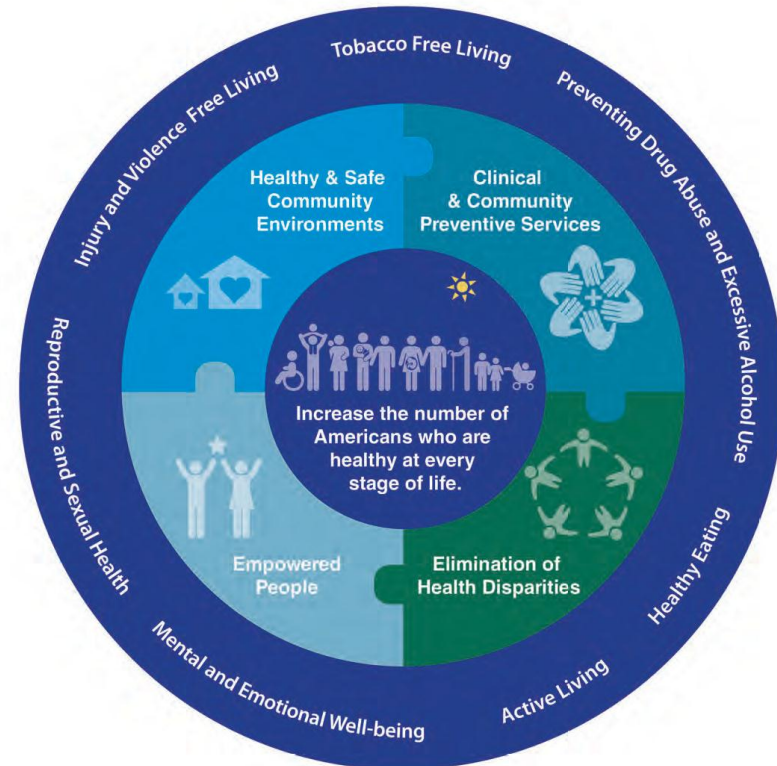 Tobacco Free Living
Preventing Drug Abuse and Excessive Alcohol Use
Healthy Eating
Active Living
Mental and Emotional Well-being
Reproductive and Sexual Health
Injury and Violence Free Living
Healthy & Safe
Community
Environments
Clinical
& Community
Preventive Services
Increase the number of
Americans who are
healthy at every
stage of life.
Empowered
People
Elimination of
Health Disparities